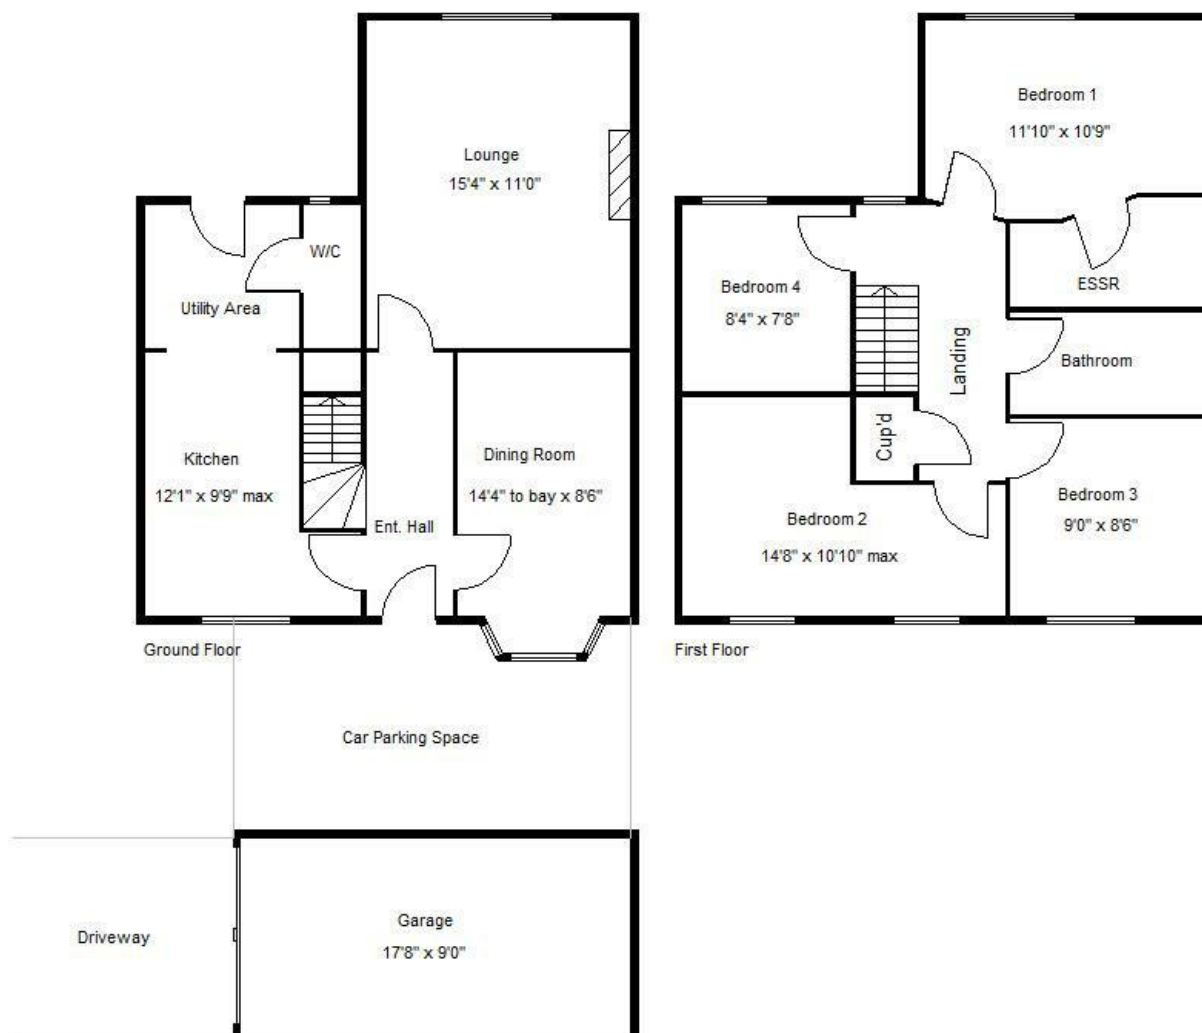 Lounge
15'4" x 11'0"
W/C
Utility Area
Kitchen
12'1" x 9'9" max
Dining Room
14'4" to bay x 8'6"
Ent. Hall
Ground Floor
Car Parking Space
Garage
17'8" x 9'0"
Driveway
Bedroom 1
11'10" x 10'9"
ESSR
Bedroom 4
8'4" x 7'8"
Landing
Bathroom
Cup'd
Bedroom 2
14'8" x 10'10" max
Bedroom 3
9'0" x 8'6"
First Floor